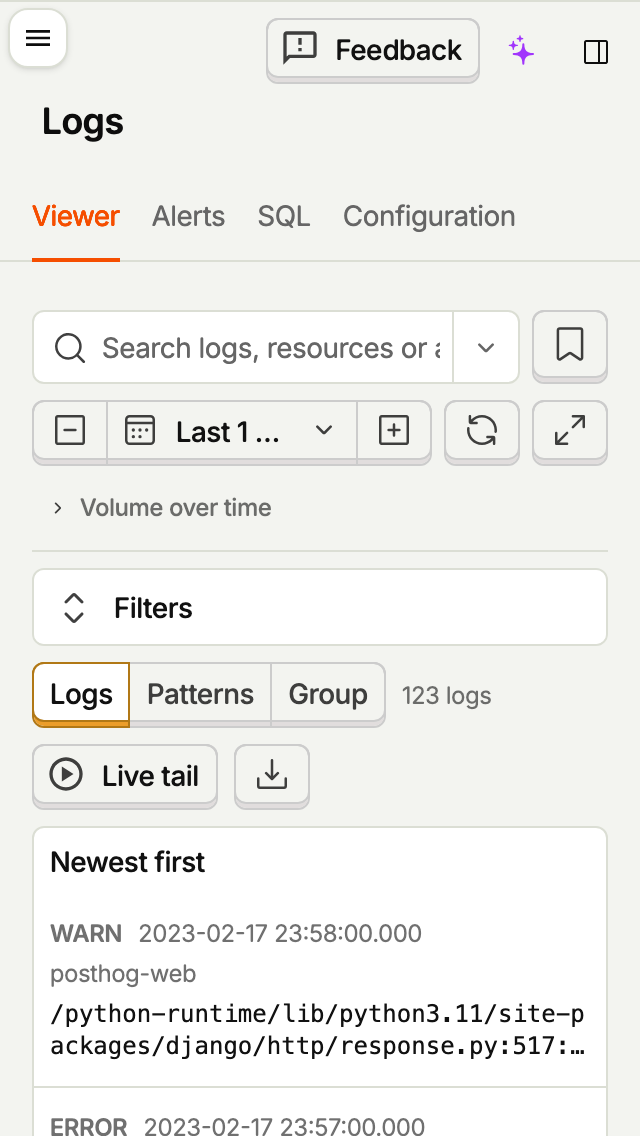 Feedback
Logs
Viewer Alerts SQL Configuration
Search logs, resources or a
Last 1 ...
Volume over time
Filters
Logs Patterns Group 123 logs
Live tail
Newest first
WARN 2023-02-17 23:58:00.000
posthog-web
/python-runtime/lib/python3.11/site-p
ackages/django/http/response.py:517:…
ERROR 2023-02-17 23:57:00.000